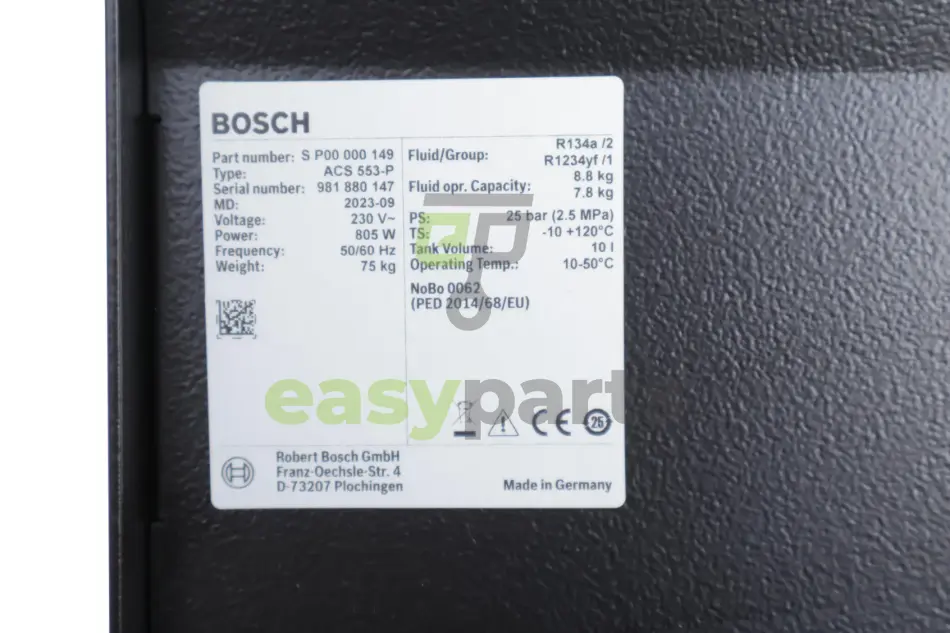 BOSCH
Part number: S P00 000 149
Type: ACS 553-P
Serial number: 981 880 147
MD: 2023-09
Voltage: 230 V~
Power: 805 W
Frequency: 50/60 Hz
Weight: 75 kg
Fluid/Group: R134a /2
R1234yf /1
Fluid opr. Capacity: 8.8 kg
7.8 kg
PS: 25 bar (2.5 MPa)
TS: -10 +120°C
Tank Volume: 10 l
Operating Temp.: 10-50°C
NoBo 0062
(PED 2014/68/EU)
easypart
CE 25
Robert Bosch GmbH
Franz-Oechsle-Str. 4
D-73207 Plochingen
Made in Germany